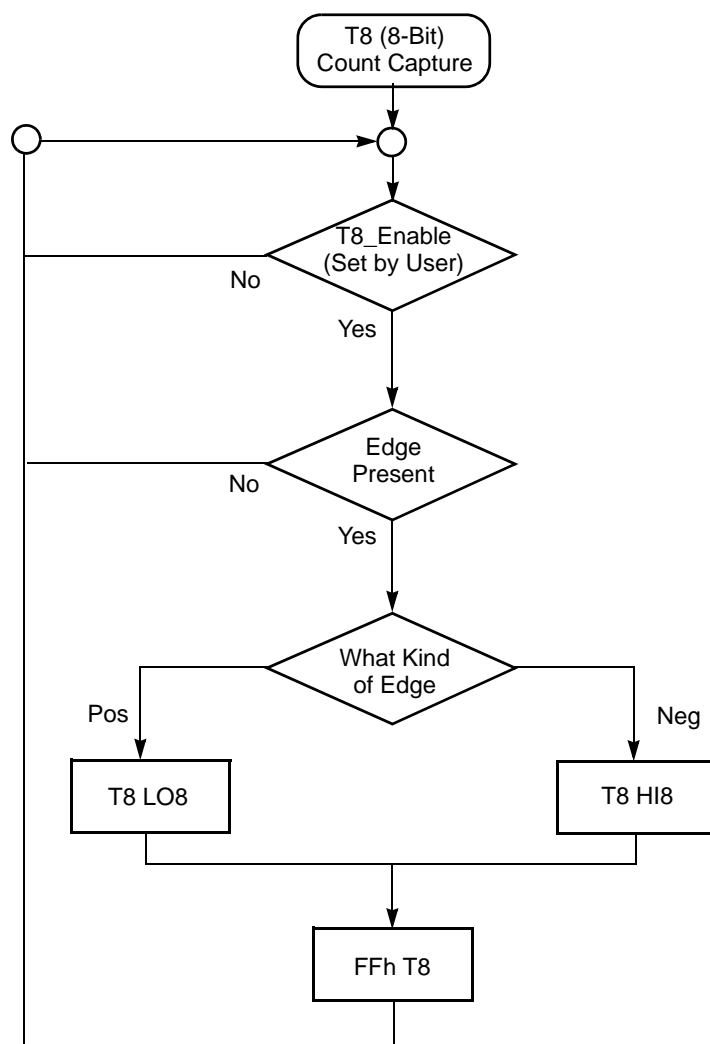 T8 (8-Bit)
Count Capture
T8_Enable
(Set by User)
No
Yes
Edge
Present
No
Yes
What Kind
of Edge
Pos
Neg
T8 LO8
T8 HI8
FFh T8